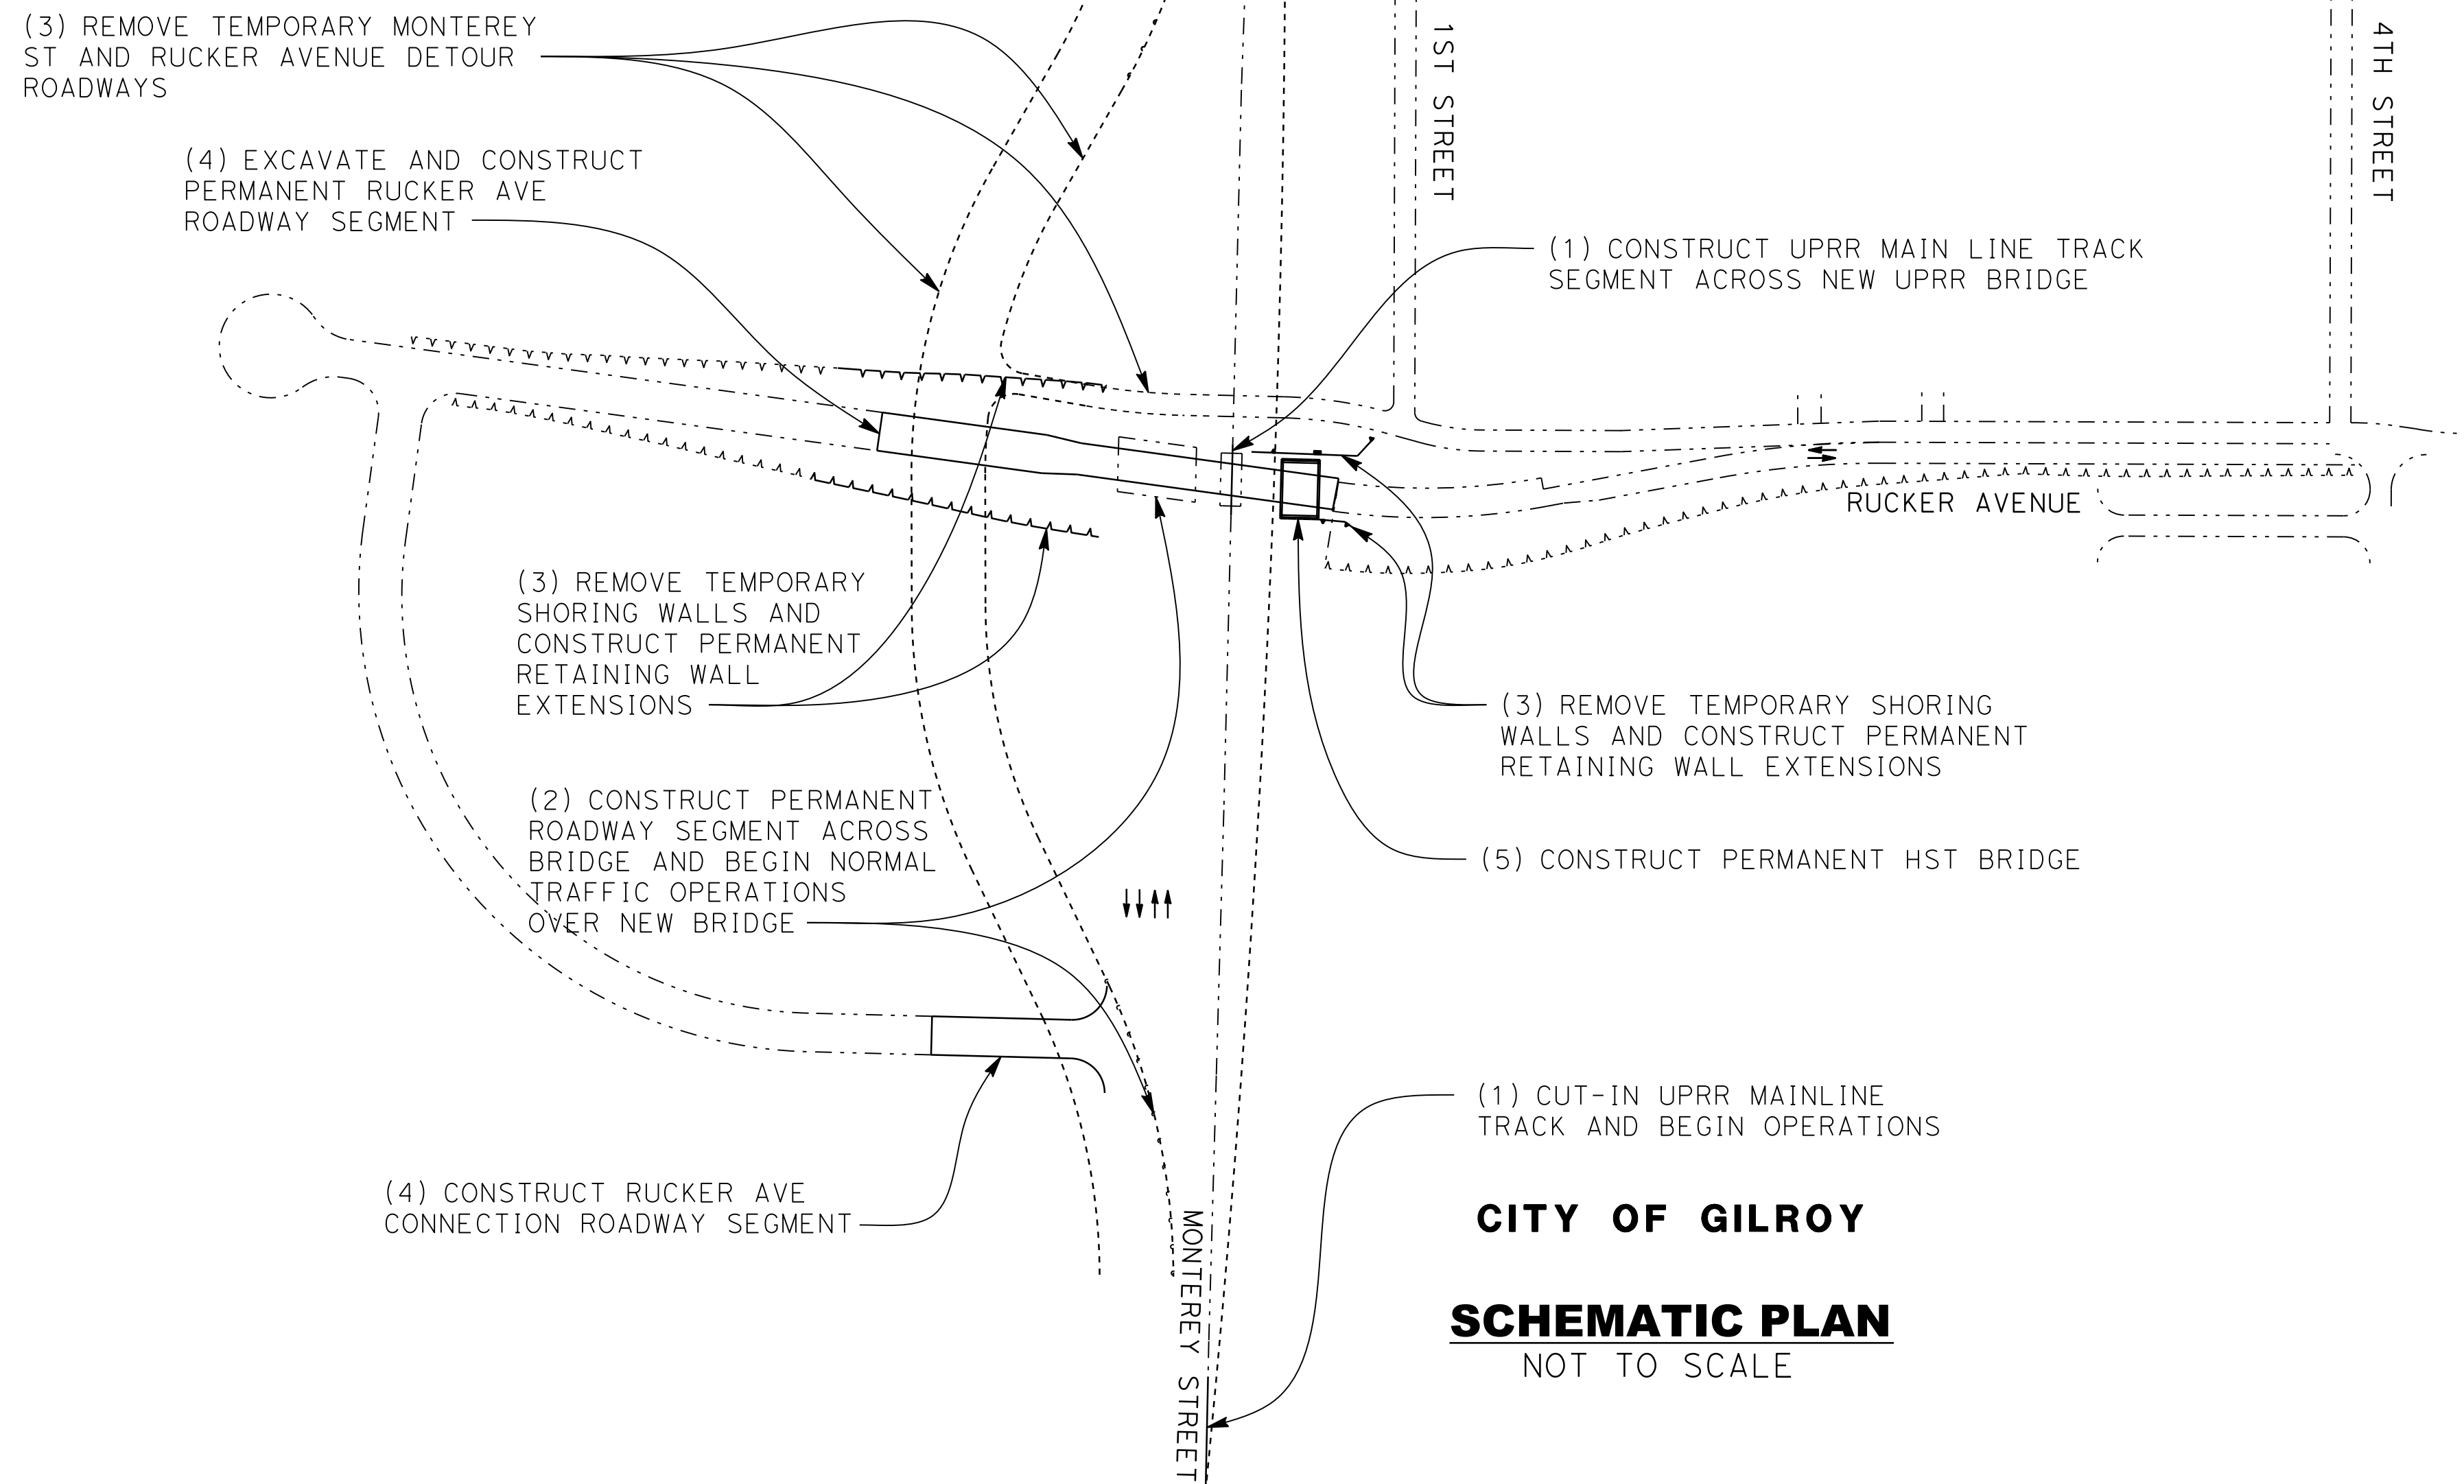 (3) REMOVE TEMPORARY MONTEREY
ST AND RUCKER AVENUE DETOUR
ROADWAYS
1ST STREET
4TH STREET
(4) EXCAVATE AND CONSTRUCT
PERMANENT RUCKER AVE
ROADWAY SEGMENT
(1) CONSTRUCT UPRR MAIN LINE TRACK
SEGMENT ACROSS NEW UPRR BRIDGE
RUCKER AVENUE
(3) REMOVE TEMPORARY
SHORING WALLS AND
CONSTRUCT PERMANENT
RETAINING WALL
EXTENSIONS
(3) REMOVE TEMPORARY SHORING
WALLS AND CONSTRUCT PERMANENT
RETAINING WALL EXTENSIONS
(2) CONSTRUCT PERMANENT
ROADWAY SEGMENT ACROSS
BRIDGE AND BEGIN NORMAL
TRAFFIC OPERATIONS
OVER NEW BRIDGE
(5) CONSTRUCT PERMANENT HST BRIDGE
(1) CUT-IN UPRR MAINLINE
TRACK AND BEGIN OPERATIONS
(4) CONSTRUCT RUCKER AVE
CONNECTION ROADWAY SEGMENT
MONTEREY STREET
CITY OF GILROY
SCHEMATIC PLAN
NOT TO SCALE